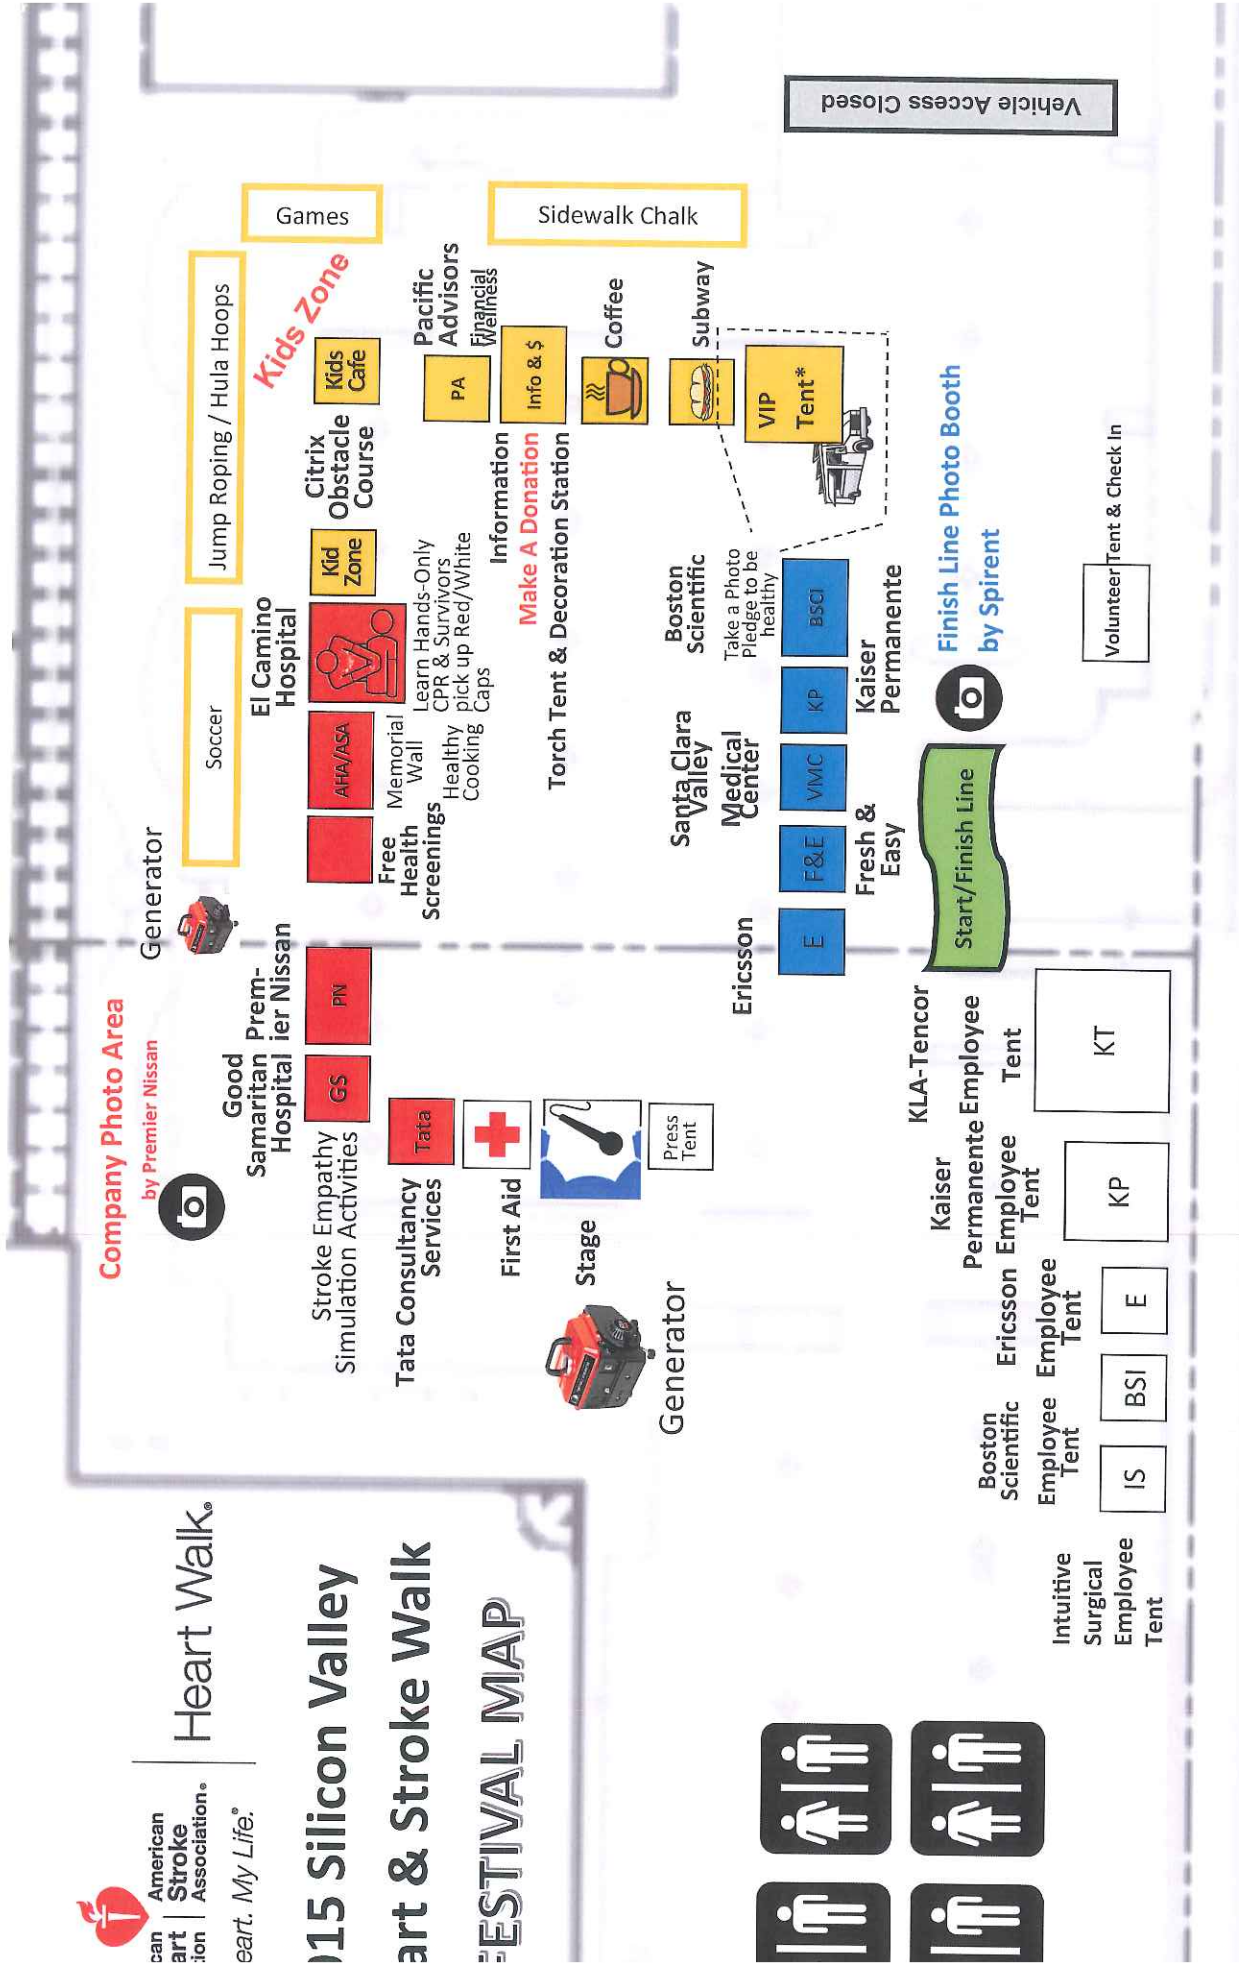 can
art
ion
American
Stroke
Association®
Heart Walk®
eart. My Life.®
015 Silicon Valley
art & Stroke Walk
FESTIVAL MAP
Company Photo Area
by Premier Nissan
Generator
Soccer
Jump Roping / Hula Hoops
Games
Kids Zone
Good
Samaritan
Hospital
Prem-
ier Nissan
El Camino
Hospital
Citrix
Obstacle
Course
GS
PN
AHA/ASA
Kid
Zone
Kids
Cafe
Stroke Empathy
Simulation Activities
Free
Health
Screenings
Memorial
Wall
Healthy
Cooking
Learn Hands-Only
CPR & Survivors
pick up Red/White
Caps
Pacific
Advisors
Financial
Wellness
PA
Tata Consultancy
Services
Tata
First Aid
Stage
Press
Tent
Generator
Information
Make A Donation
Torch Tent & Decoration Station
Info & $
Coffee
Subway
Sidewalk Chalk
VIP
Tent*
Vehicle Access Closed
Ericsson
Santa Clara
Valley
Medical
Center
Boston
Scientific
Take a Photo
Pledge to be
healthy
E
F&E
VMC
KP
BSCI
Fresh &
Easy
Kaiser
Permanente
Start/Finish Line
Finish Line Photo Booth
by Spirent
Volunteer Tent & Check In
Intuitive
Surgical
Employee
Tent
IS
Boston
Scientific
Employee
Tent
BSI
Ericsson
Employee
Tent
E
Kaiser
Permanente
Employee
Tent
KP
KLA-Tencor
Employee
Tent
KT